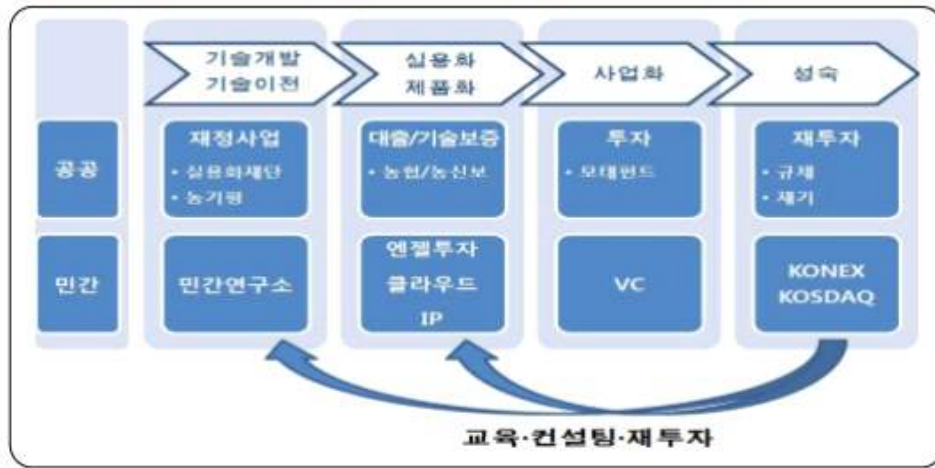 기술개발
기술이전
실용화
제품화
사업화
성숙
공공
재정사업
• 실용화재단
• 농기평
대출/기술보증
• 농협/농신보
투자
• 모태펀드
재투자
• 규제
• 재기
민간
민간연구소
엔젤투자
클라우드
IP
VC
KONEX
KOSDAQ
교육·컨설팅·재투자